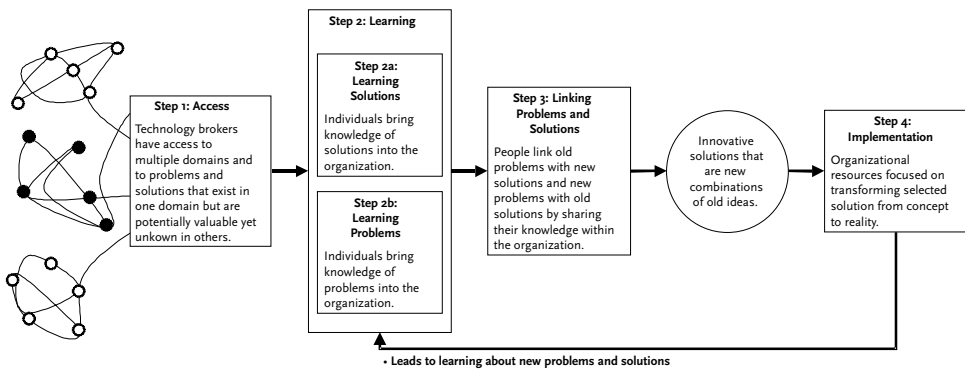 Step 1: Access
Technology brokers
have access to
multiple domains and
to problems and
solutions that exist in
one domain but are
potentially valuable yet
unkown in others.
Step 2: Learning
Step 2a:
Learning
Solutions
Individuals bring
knowledge of
solutions into the
organization.
Step 2b:
Learning
Problems
Individuals bring
knowledge of
problems into the
organization.
Step 3: Linking
Problems and
Solutions
People link old
problems with new
solutions and new
problems with old
solutions by sharing
their knowledge within
the organization.
Innovative
solutions that
are new
combinations
of old ideas.
Step 4:
Implementation
Organizational
resources focused on
transforming selected
solution from concept
to reality.
• Leads to learning about new problems and solutions